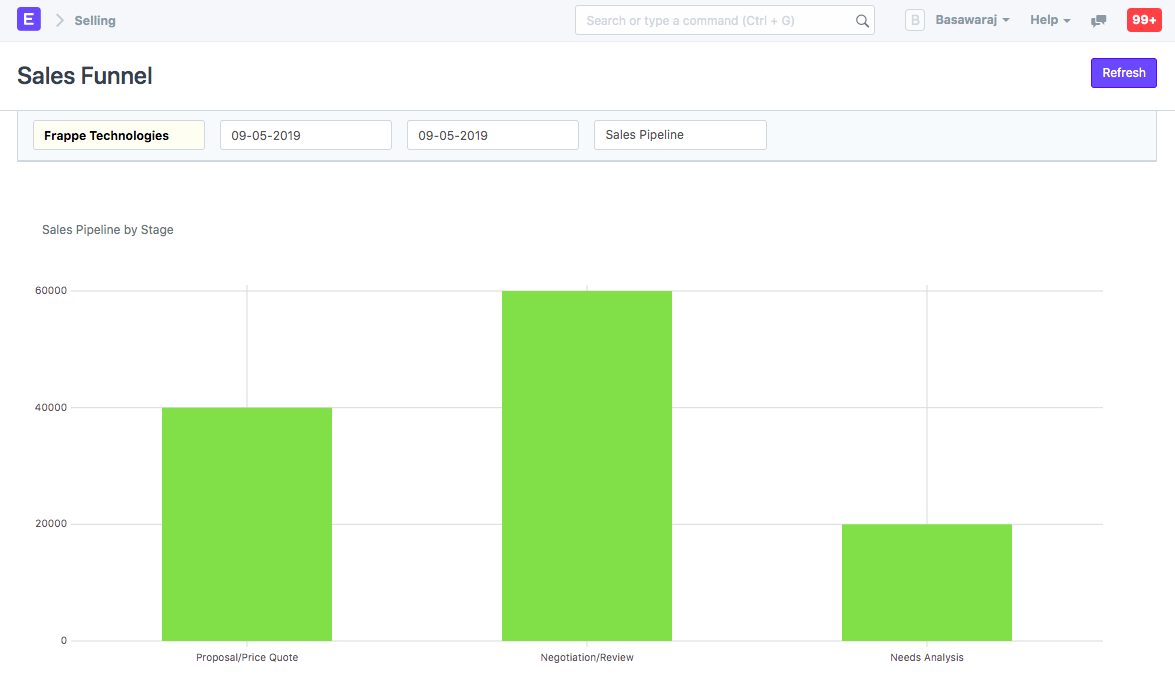 E Selling Search or type a command (Ctrl + G) B Basawaraj Help 99+
Sales Funnel Refresh
Frappe Technologies 09-05-2019 09-05-2019 Sales Pipeline
Sales Pipeline by Stage
60000
40000
20000
0
Proposal/Price Quote Negotiation/Review Needs Analysis